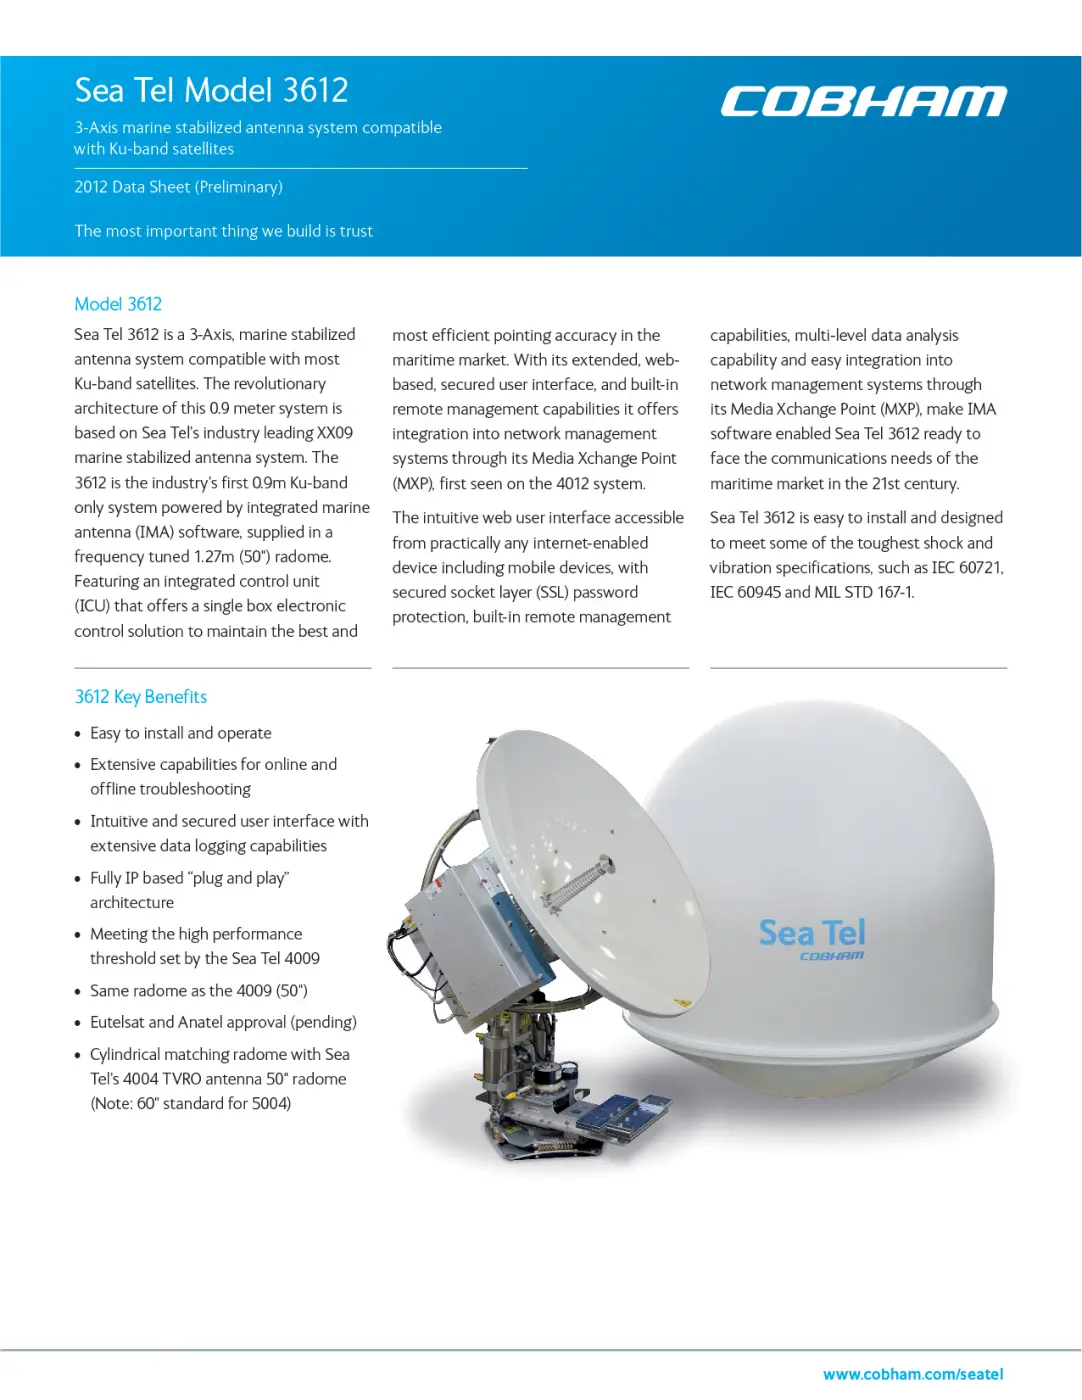 Sea Tel Model 3612
COBHAM
3-Axis marine stabilized antenna system compatible
with Ku-band satellites
2012 Data Sheet (Preliminary)
The most important thing we build is trust
Model 3612
Sea Tel 3612 is a 3-Axis, marine stabilized
antenna system compatible with most
Ku-band satellites. The revolutionary
architecture of this 0.9 meter system is
based on Sea Tel's industry leading XX09
marine stabilized antenna system. The
3612 is the industry's first 0.9m Ku-band
only system powered by integrated marine
antenna (IMA) software, supplied in a
frequency tuned 1.27m (50") radome.
Featuring an integrated control unit
(ICU) that offers a single box electronic
control solution to maintain the best and
most efficient pointing accuracy in the
maritime market. With its extended, web-
based, secured user interface, and built-in
remote management capabilities it offers
integration into network management
systems through its Media Xchange Point
(MXP), first seen on the 4012 system.
The intuitive web user interface accessible
from practically any internet-enabled
device including mobile devices, with
secured socket layer (SSL) password
protection, built-in remote management
capabilities, multi-level data analysis
capability and easy integration into
network management systems through
its Media Xchange Point (MXP), make IMA
software enabled Sea Tel 3612 ready to
face the communications needs of the
maritime market in the 21st century.
Sea Tel 3612 is easy to install and designed
to meet some of the toughest shock and
vibration specifications, such as IEC 60721,
IEC 60945 and MIL STD 167-1.
3612 Key Benefits
• Easy to install and operate
• Extensive capabilities for online and
offline troubleshooting
• Intuitive and secured user interface with
extensive data logging capabilities
• Fully IP based “plug and play”
architecture
• Meeting the high performance
threshold set by the Sea Tel 4009
• Same radome as the 4009 (50")
• Eutelsat and Anatel approval (pending)
• Cylindrical matching radome with Sea
Tel's 4004 TVRO antenna 50" radome
(Note: 60" standard for 5004)
Sea Tel
COBHAM
www.cobham.com/seatel